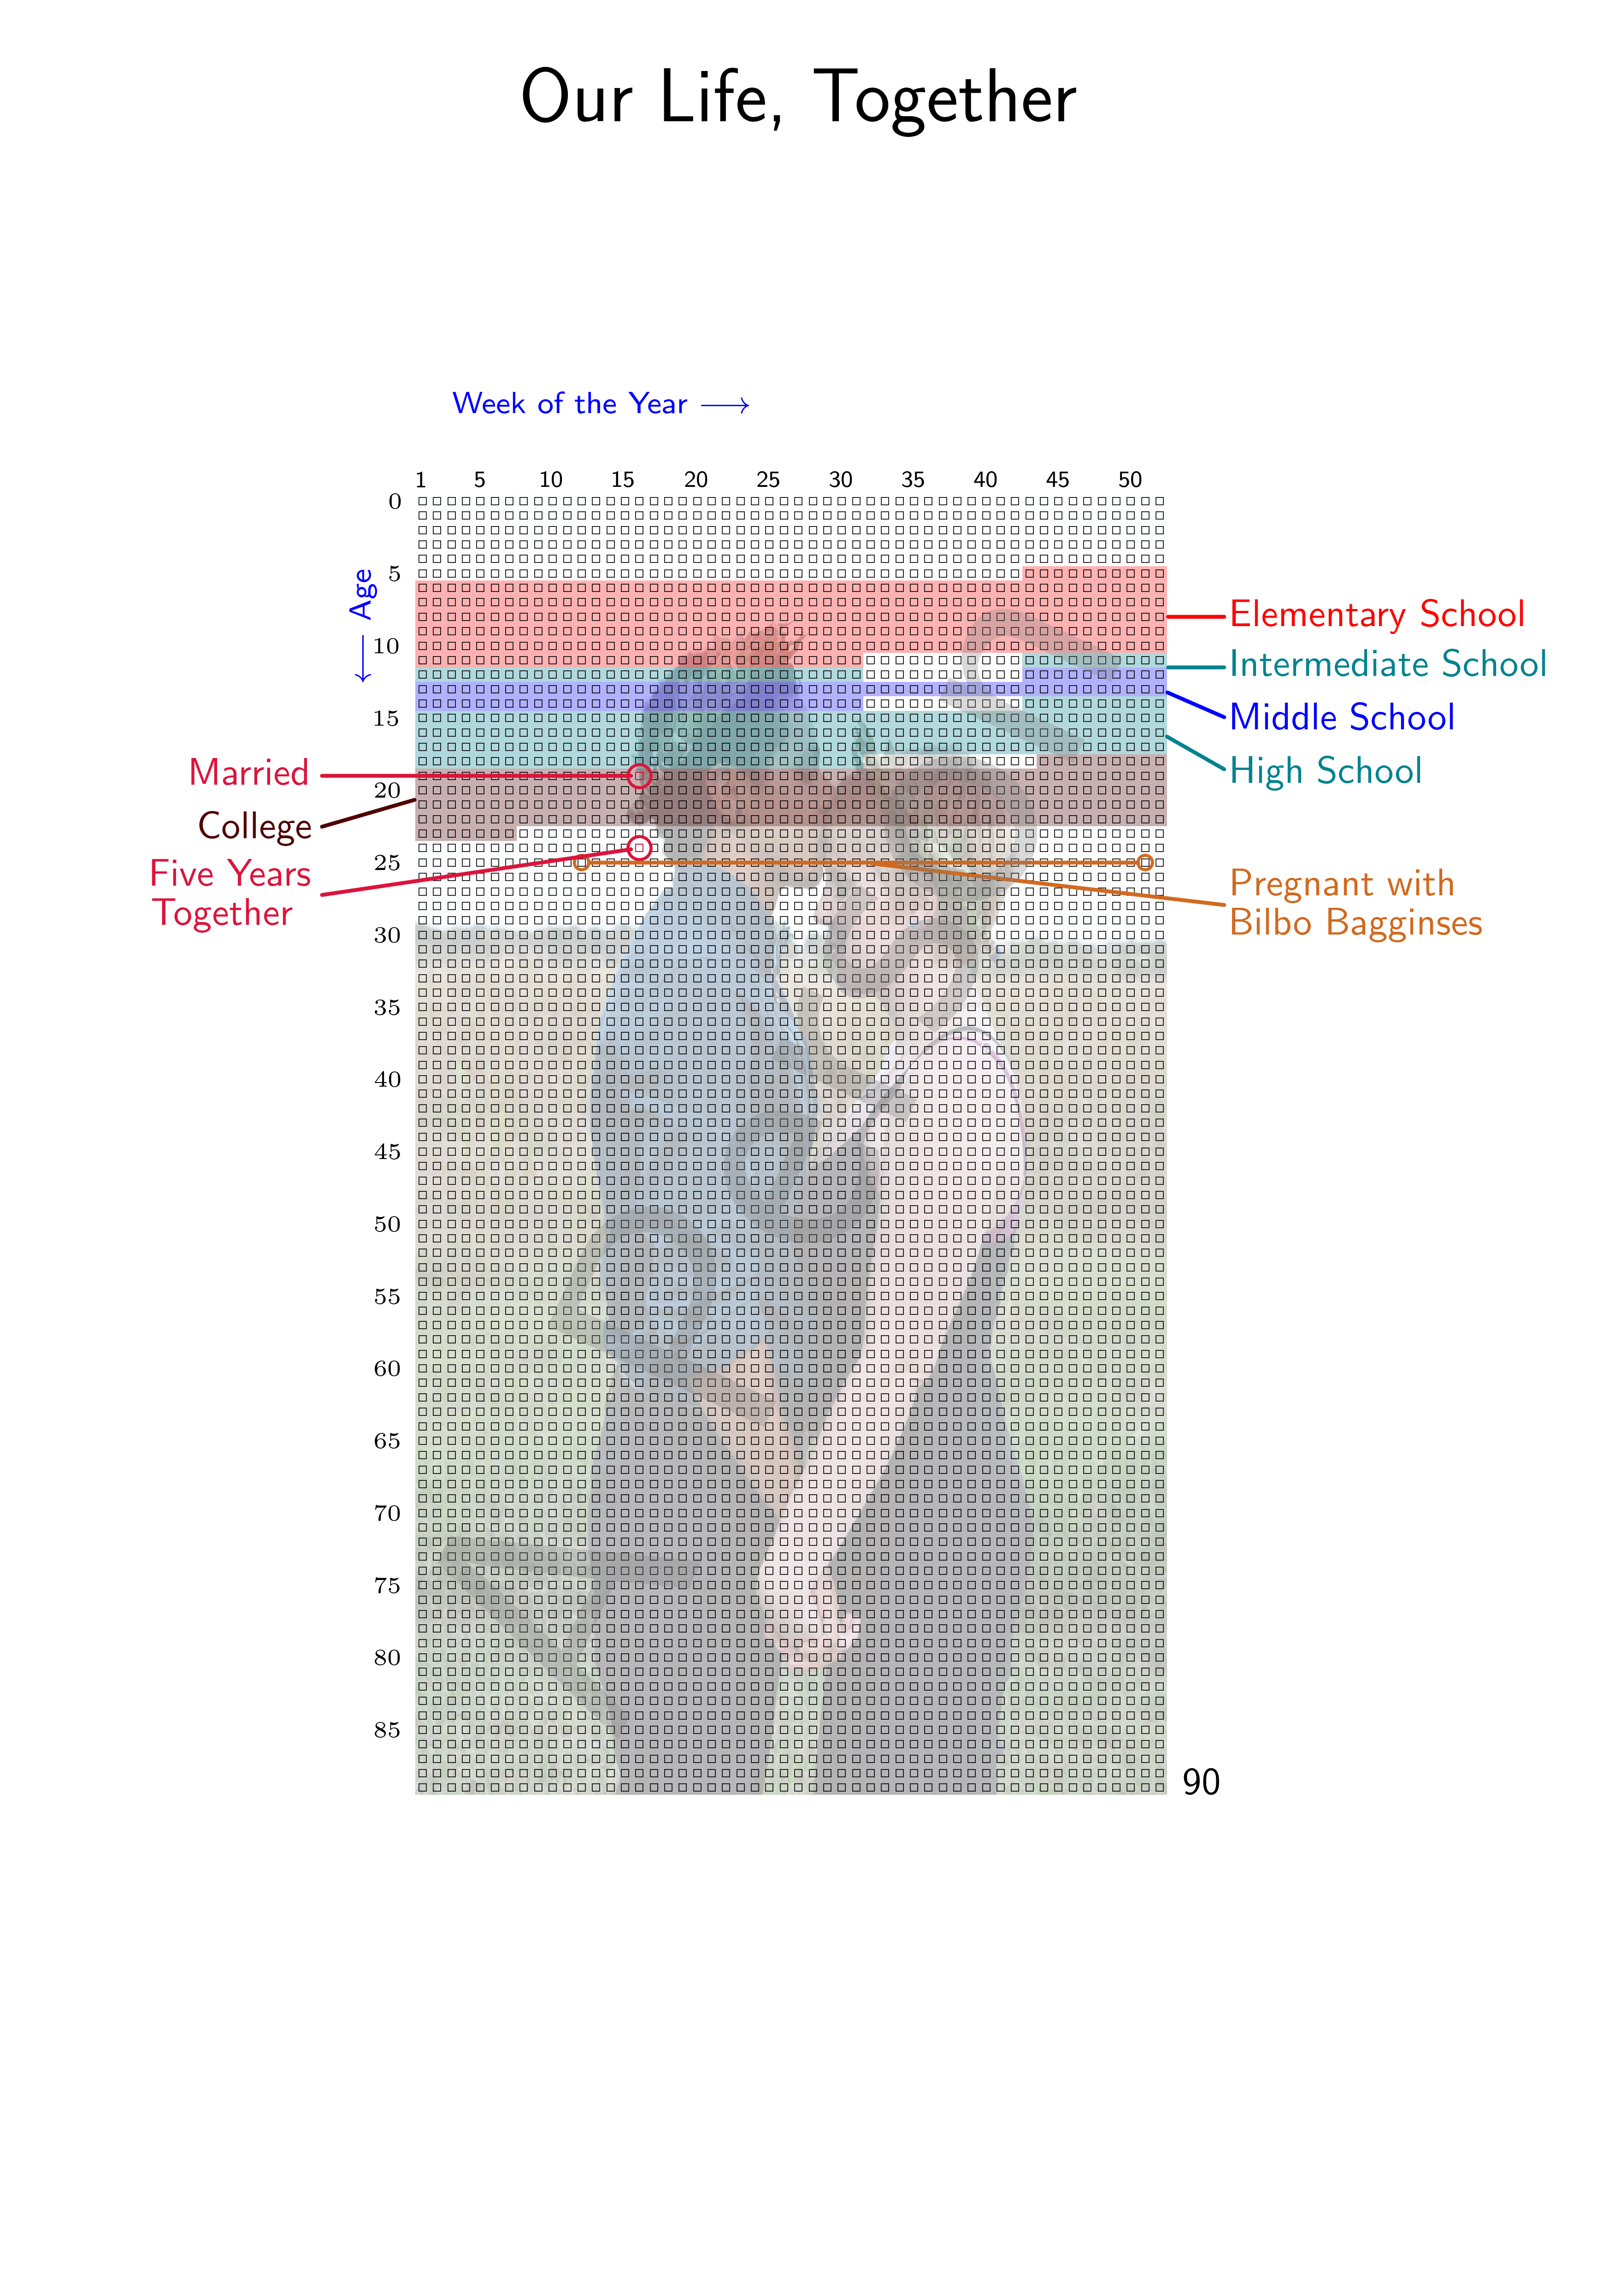 Our Life, Together
Week of the Year →
1 5 10 15 20 25 30 35 40 45 50
0
5
10
15
20
25
30
35
40
45
50
55
60
65
70
75
80
85
← Age
Elementary School
Intermediate School
Middle School
High School
Married
College
Five Years
Together
Pregnant with
Bilbo Bagginses
90